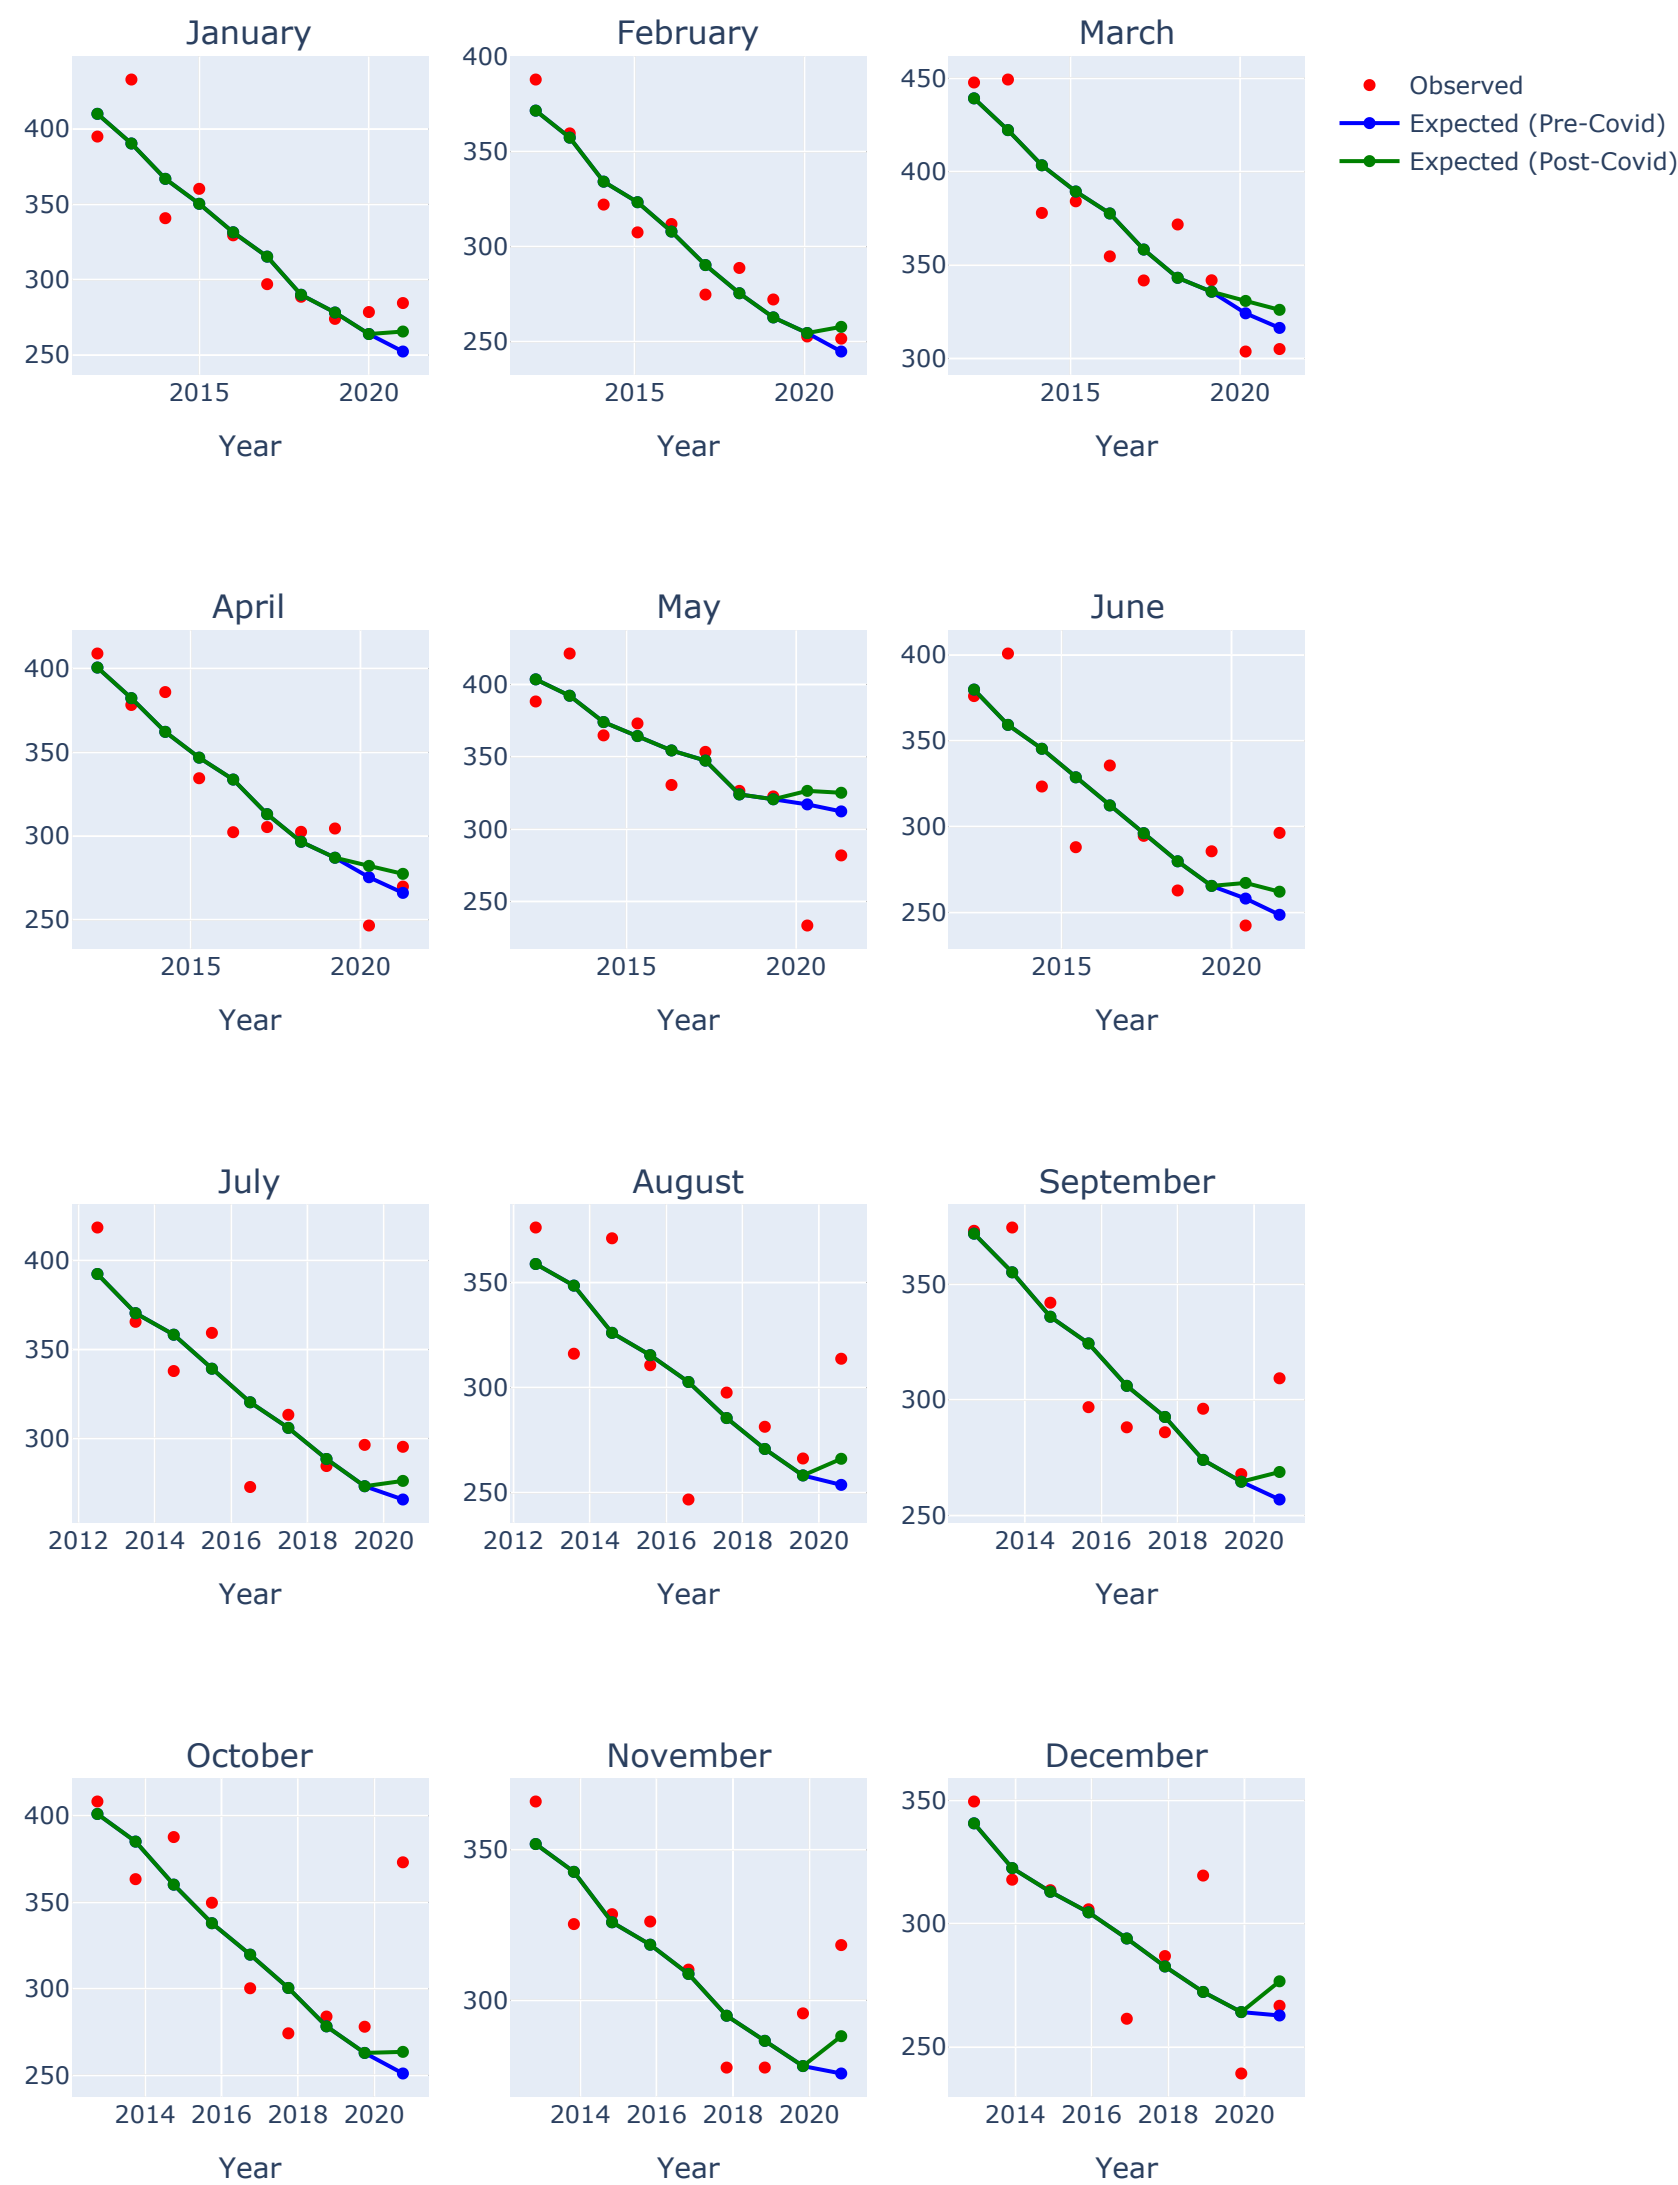 January
February
March
400
450
400
350
300
250
350
300
250
400
350
300
2015
2020
2015
2020
2015
2020
Year
Year
Year
Observed
Expected (Pre-Covid)
Expected (Post-Covid)
April
May
June
400
350
300
250
400
350
300
250
400
350
300
250
2015
2020
2015
2020
2015
2020
Year
Year
Year
July
August
September
400
350
300
350
300
250
350
300
250
2012
2014
2016
2018
2020
2012
2014
2016
2018
2020
2014
2016
2018
2020
Year
Year
Year
October
November
December
400
350
300
250
350
300
350
300
250
2014
2016
2018
2020
2014
2016
2018
2020
2014
2016
2018
2020
Year
Year
Year